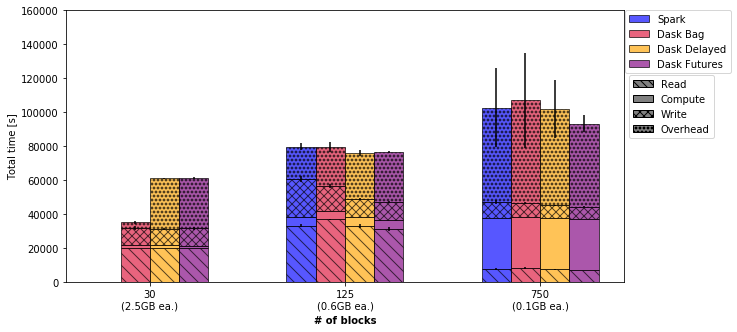 Total time [s]
160000
140000
120000
100000
80000
60000
40000
20000
0
30
(2.5GB ea.)
125
(0.6GB ea.)
750
(0.1GB ea.)
# of blocks
Spark
Dask Bag
Dask Delayed
Dask Futures
Read
Compute
Write
Overhead